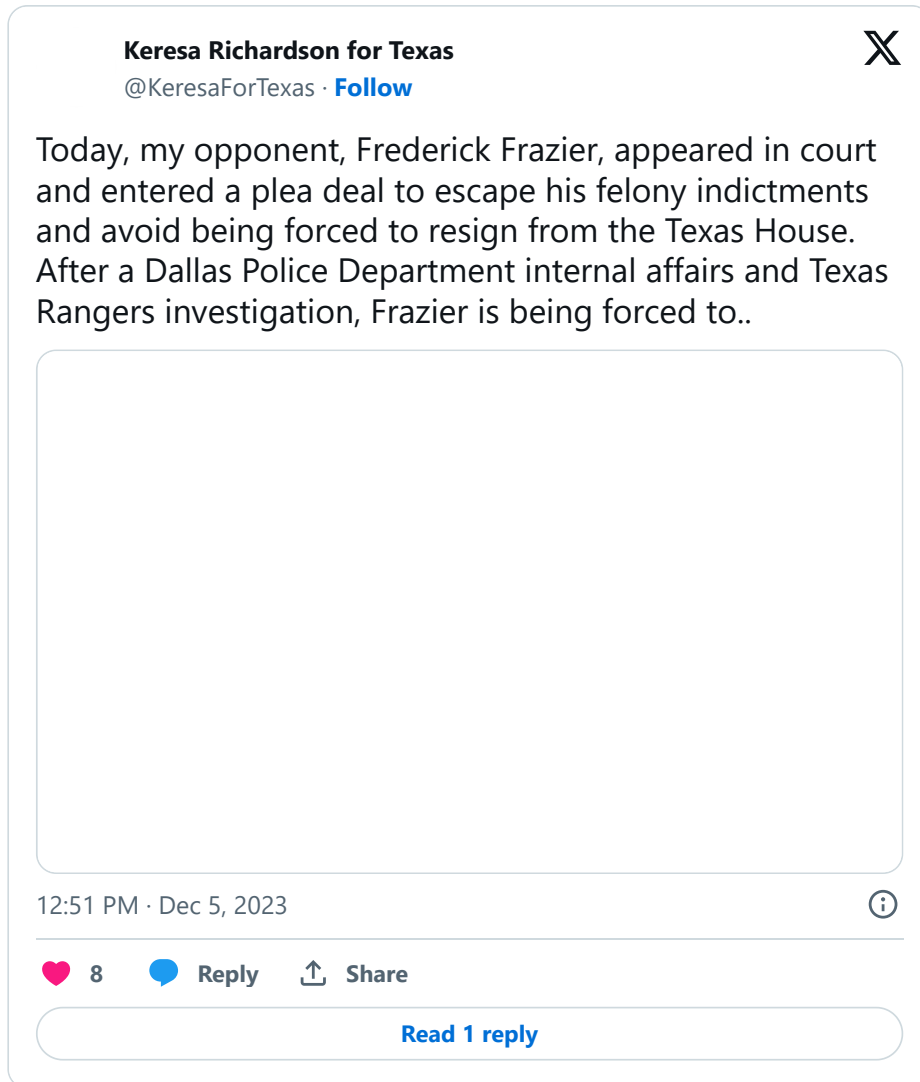 Keresa Richardson for Texas
@KeresaForTexas · Follow
Today, my opponent, Frederick Frazier, appeared in court
and entered a plea deal to escape his felony indictments
and avoid being forced to resign from the Texas House.
After a Dallas Police Department internal affairs and Texas
Rangers investigation, Frazier is being forced to..
12:51 PM · Dec 5, 2023
8 Reply Share
Read 1 reply